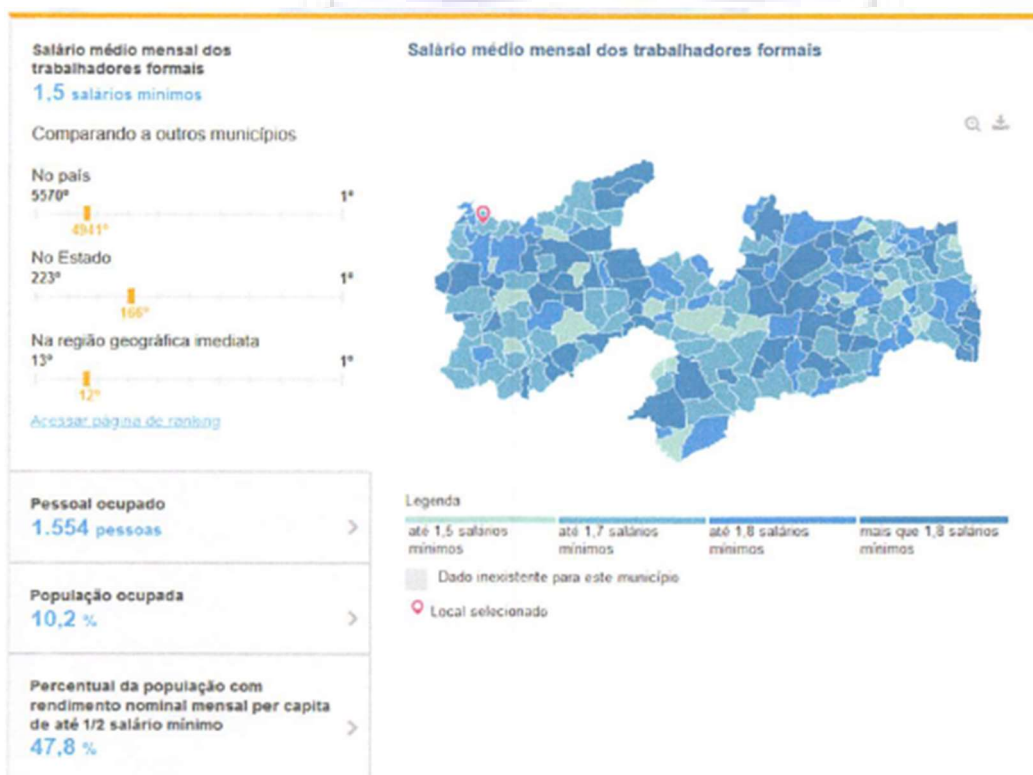 Salário médio mensal dos
trabalhadores formais
1,5 salários mínimos
Comparando a outros municípios
No país
5570º 1º
4941º
No Estado
223º 1º
166º
Na região geográfica imediata
13º 1º
12º
Acessar página de ranking
Pessoal ocupado
1.554 pessoas
População ocupada
10,2 %
Percentual da população com
rendimento nominal mensal per capita
de até 1/2 salário mínimo
47,8 %
Salário médio mensal dos trabalhadores formais
Legenda
até 1,5 salários
mínimos
até 1,7 salários
mínimos
até 1,8 salários
mínimos
mais que 1,8 salários
mínimos
Dado inexistente para este município
Local selecionado